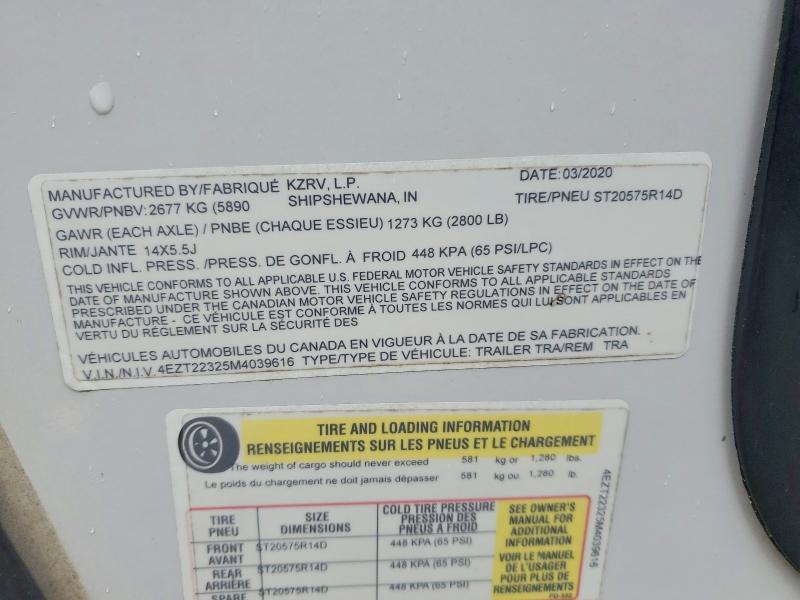 MANUFACTURED BY/FABRIQUÉ KZRV, L.P. DATE:03/2020
GVWR/PNBV: 2677 KG (5890 SHIPSHEWANA, IN TIRE/PNEU ST20575R14D
GAWR (EACH AXLE) / PNBE (CHAQUE ESSIEU) 1273 KG (2800 LB)
RIM/JANTE 14X5.5J
COLD INFL. PRESS. /PRESS. DE GONFL. À FROID 448 KPA (65 PSI/LPC)
THIS VEHICLE CONFORMS TO ALL APPLICABLE U.S. FEDERAL MOTOR VEHICLE SAFETY STANDARDS IN EFFECT ON THE
DATE OF MANUFACTURE SHOWN ABOVE. THIS VEHICLE CONFORMS TO ALL APPLICABLE STANDARDS
PRESCRIBED UNDER THE CANADIAN MOTOR VEHICLE SAFETY REGULATIONS IN EFFECT ON THE DATE OF
MANUFACTURE - CE VÉHICULE EST CONFORME À TOUTES LES NORMES QUI LUI SONT APPLICABLES EN
VERTU DU RÈGLEMENT SUR LA SÉCURITÉ DES
VÉHICULES AUTOMOBILES DU CANADA EN VIGUEUR À LA DATE DE SA FABRICATION.
V.I.N./N.I.V. 4EZT22325M4039616 TYPE/TYPE DE VÉHICULE: TRAILER TRA/REM TRA
TIRE AND LOADING INFORMATION
RENSEIGNEMENTS SUR LES PNEUS ET LE CHARGEMENT
The weight of cargo should never exceed 581 kg or 1,280 lbs.
Le poids du chargement ne doit jamais dépasser 581 kg ou 1,280 lb.
4EZT22325M4039616
TIRE
PNEU
SIZE
DIMENSIONS
COLD TIRE PRESSURE
PRESSION DES
PNEUS À FROID
FRONT
AVANT
ST20575R14D
448 KPA (65 PSI)
REAR
ARRIÈRE
ST20575R14D
448 KPA (65 PSI)
SPARE
ST20575R14D
448 KPA (65 PSI)
SEE OWNER'S
MANUAL FOR
ADDITIONAL
INFORMATION
VOIR LE MANUEL
DE L'USAGER
POUR PLUS DE
RENSEIGNEMENTS